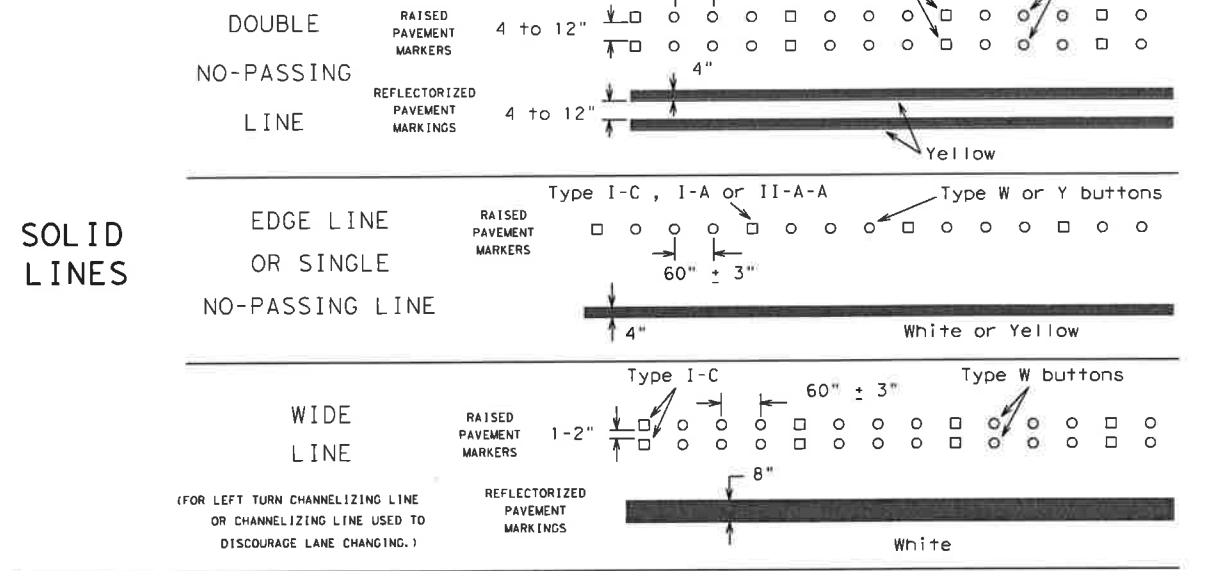 SOLID
LINES
DOUBLE
NO-PASSING
LINE
RAISED
PAVEMENT
MARKERS
4 to 12"
REFLECTORIZED
PAVEMENT
MARKINGS
4 to 12"
4"
Yellow
EDGE LINE
OR SINGLE
NO-PASSING LINE
RAISED
PAVEMENT
MARKERS
Type I-C , I-A or II-A-A
Type W or Y buttons
60" ± 3"
4"
White or Yellow
WIDE
LINE
(FOR LEFT TURN CHANNELIZING LINE
OR CHANNELIZING LINE USED TO
DISCOURAGE LANE CHANGING.)
RAISED
PAVEMENT
MARKERS
1-2"
Type I-C
60" ± 3"
Type W buttons
REFLECTORIZED
PAVEMENT
MARKINGS
8"
White